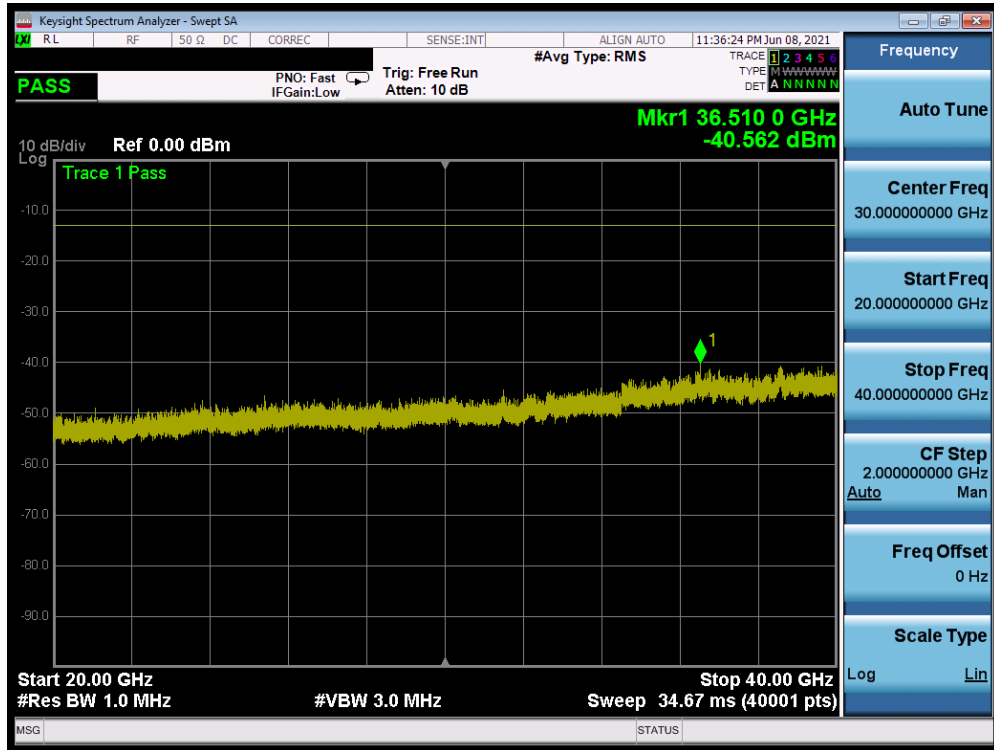 Keysight Spectrum Analyzer - Swept SA
LXI RL RF 50 Ω DC CORREC SENSE:INT ALIGN AUTO 11:36:24 PM Jun 08, 2021
Frequency
#Avg Type: RMS TRACE 1 2 3 4 5 6
PNO: Fast Trig: Free Run TYPE M WWWWW
PASS IFGain:Low Atten: 10 dB DET A N N N N N
Auto Tune
Mkr1 36.510 0 GHz
-40.562 dBm
10 dB/div Ref 0.00 dBm
Log
Trace 1 Pass
-10.0
-20.0
-30.0
-40.0
-50.0
-60.0
-70.0
-80.0
-90.0
1
Center Freq
30.000000000 GHz
Start Freq
20.000000000 GHz
Stop Freq
40.000000000 GHz
CF Step
2.000000000 GHz
Auto Man
Freq Offset
0 Hz
Scale Type
Log Lin
Start 20.00 GHz Stop 40.00 GHz
#Res BW 1.0 MHz #VBW 3.0 MHz Sweep 34.67 ms (40001 pts)
MSG STATUS